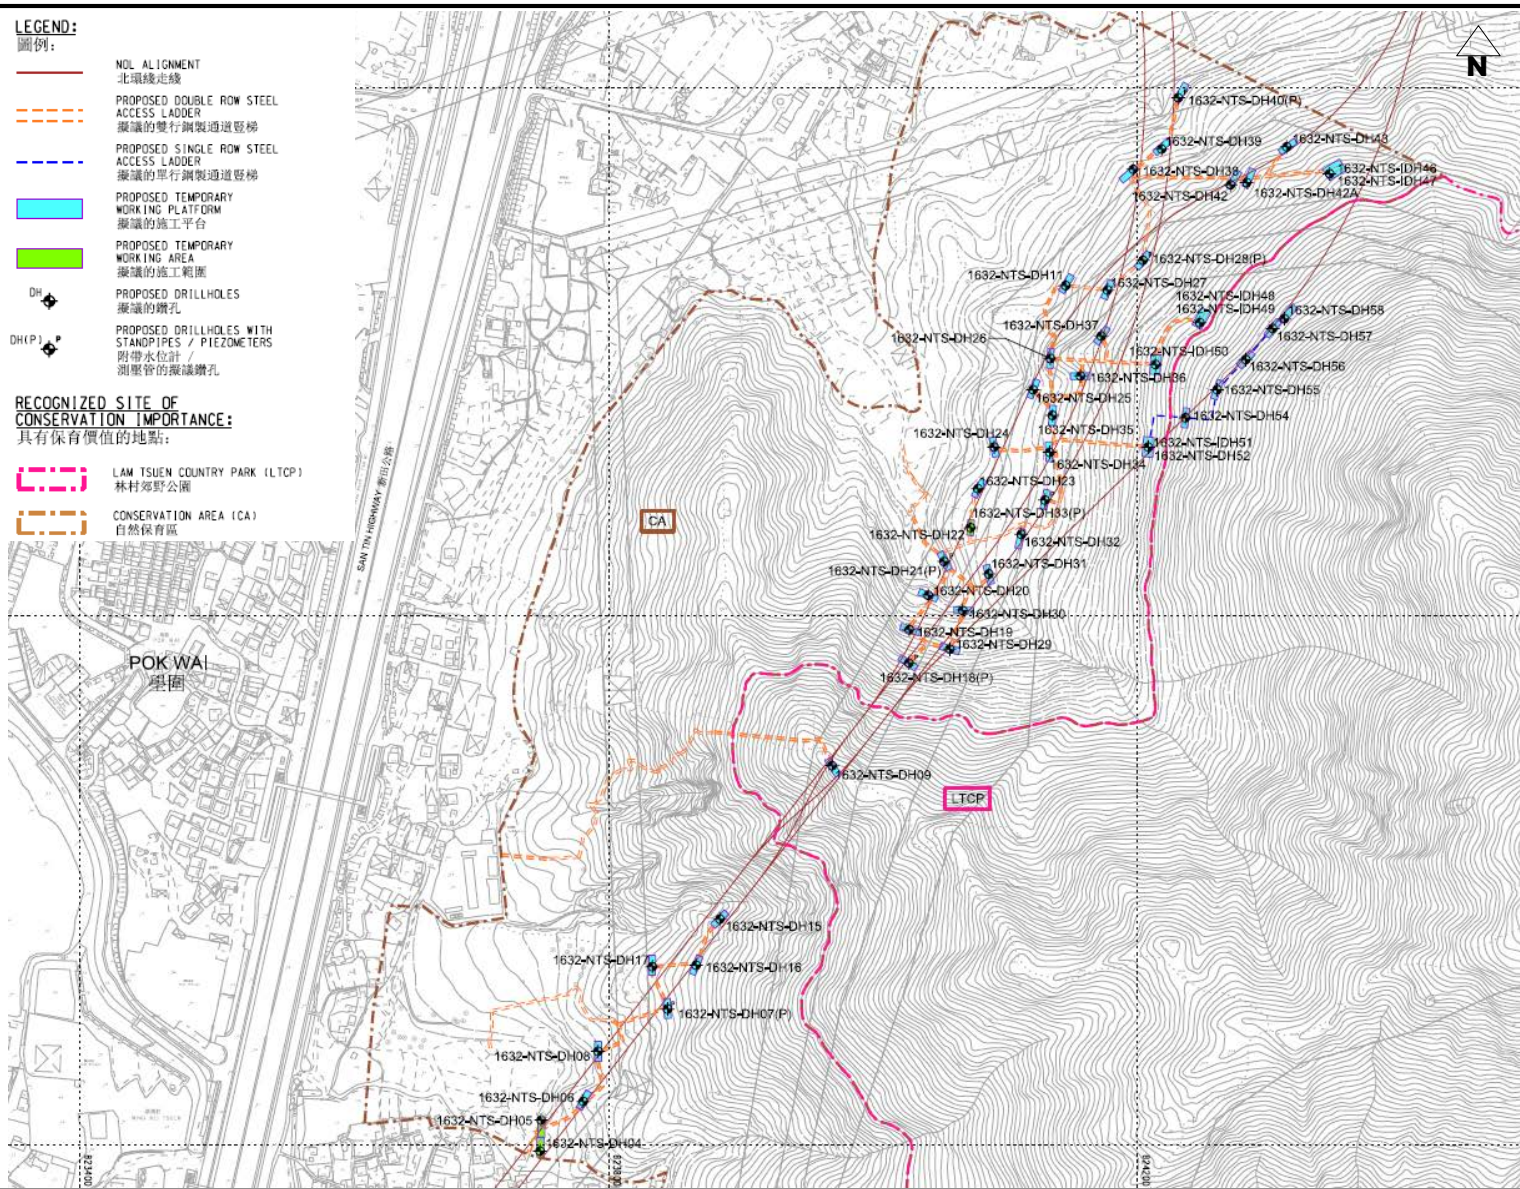 LEGEND:
圖例:
NOL ALIGNMENT
北環綫走綫
PROPOSED DOUBLE ROW STEEL
ACCESS LADDER
擬議的雙行鋼製通道豎梯
PROPOSED SINGLE ROW STEEL
ACCESS LADDER
擬議的單行鋼製通道豎梯
PROPOSED TEMPORARY
WORKING PLATFORM
擬議的施工平台
PROPOSED TEMPORARY
WORKING AREA
擬議的施工範圍
DH
PROPOSED DRILLHOLES
擬議的鑽孔
DH(P)
P
PROPOSED DRILLHOLES WITH
STANDPIPES / PIEZOMETERS
附帶水位計 /
測壓管的擬議鑽孔
RECOGNIZED SITE OF
CONSERVATION IMPORTANCE:
具有保育價值的地點:
LAM TSUEN COUNTRY PARK (LTCP)
林村郊野公園
CONSERVATION AREA (CA)
自然保育區
N
1632-NTS-DH40(P)
1632-NTS-DH39
1632-NTS-DH43
1632-NTS-DH38
1632-NTS-IDH46
1632-NTS-IDH47
1632-NTS-DH42
1632-NTS-DH42A
1632-NTS-DH28(P)
1632-NTS-DH11
1632-NTS-DH27
1632-NTS-IDH48
1632-NTS-IDH49
1632-NTS-DH58
1632-NTS-DH37
1632-NTS-DH26
1632-NTS-DH57
1632-NTS-IDH50
1632-NTS-DH56
1632-NTS-DH36
1632-NTS-DH25
1632-NTS-DH55
1632-NTS-DH54
1632-NTS-DH35
1632-NTS-DH24
1632-NTS-IDH51
1632-NTS-DH52
1632-NTS-DH34
1632-NTS-DH23
1632-NTS-DH33(P)
1632-NTS-DH22
1632-NTS-DH32
1632-NTS-DH21(P)
1632-NTS-DH31
1632-NTS-DH20
1632-NTS-DH30
1632-NTS-DH19
1632-NTS-DH29
1632-NTS-DH18(P)
CA
SAN TIN HIGHWAY 新田公路
POK WAI
壆圍
1632-NTS-DH09
LTCP
1632-NTS-DH15
1632-NTS-DH17
1632-NTS-DH16
1632-NTS-DH07(P)
1632-NTS-DH08
1632-NTS-DH06
1632-NTS-DH05
1632-NTS-DH04
823400
823800
824200